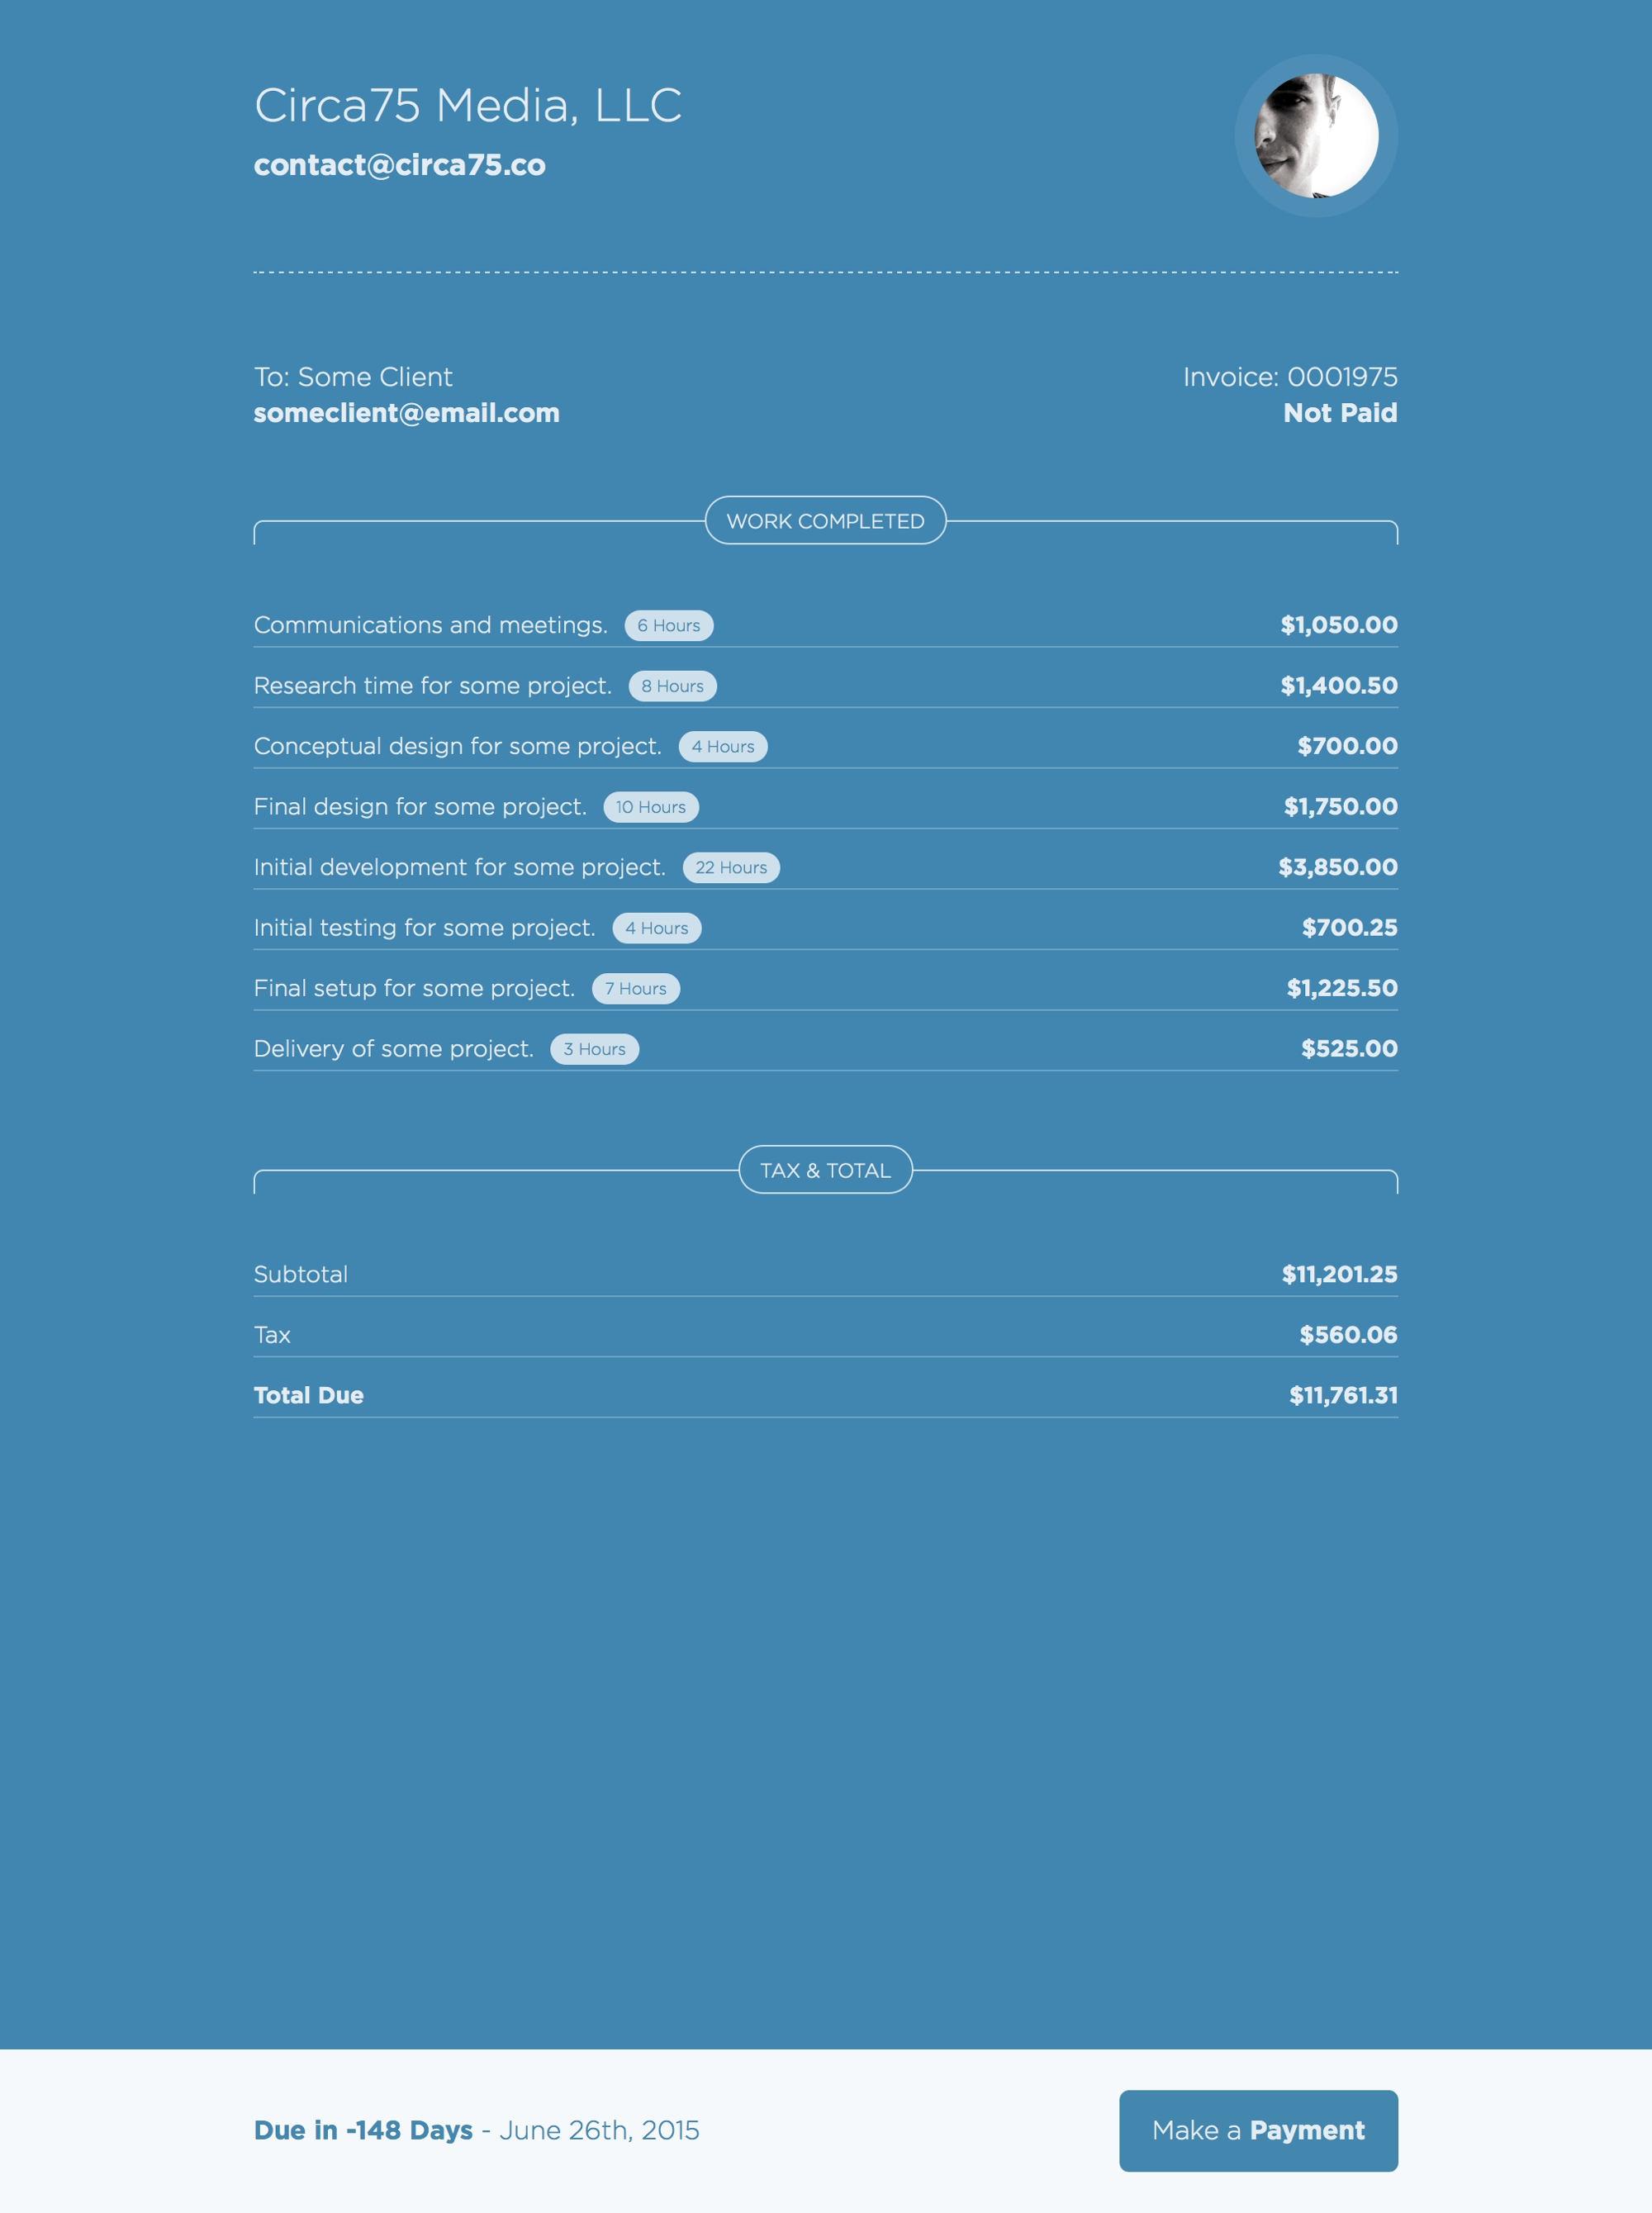 Circa75 Media, LLC
contact@circa75.co
To: Some Client
someclient@email.com
Invoice: 0001975
Not Paid
WORK COMPLETED
Communications and meetings. 6 Hours $1,050.00
Research time for some project. 8 Hours $1,400.50
Conceptual design for some project. 4 Hours $700.00
Final design for some project. 10 Hours $1,750.00
Initial development for some project. 22 Hours $3,850.00
Initial testing for some project. 4 Hours $700.25
Final setup for some project. 7 Hours $1,225.50
Delivery of some project. 3 Hours $525.00
TAX & TOTAL
Subtotal $11,201.25
Tax $560.06
Total Due $11,761.31
Due in -148 Days - June 26th, 2015
Make a Payment